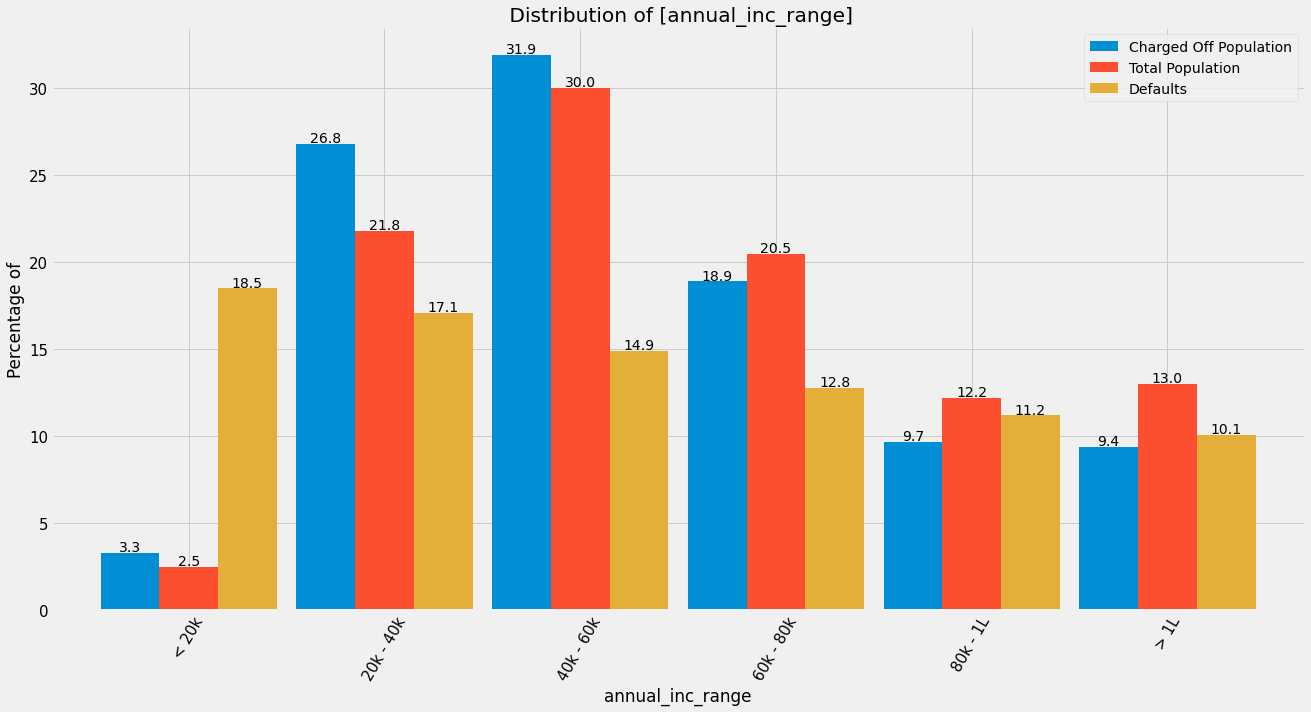 Distribution of [annual_inc_range]
Charged Off Population
Total Population
Defaults
Percentage of
30
25
20
15
10
5
0
3.3
2.5
18.5
26.8
21.8
17.1
31.9
30.0
14.9
18.9
20.5
12.8
9.7
12.2
11.2
9.4
13.0
10.1
< 20k
20k - 40k
40k - 60k
60k - 80k
80k - 1L
> 1L
annual_inc_range